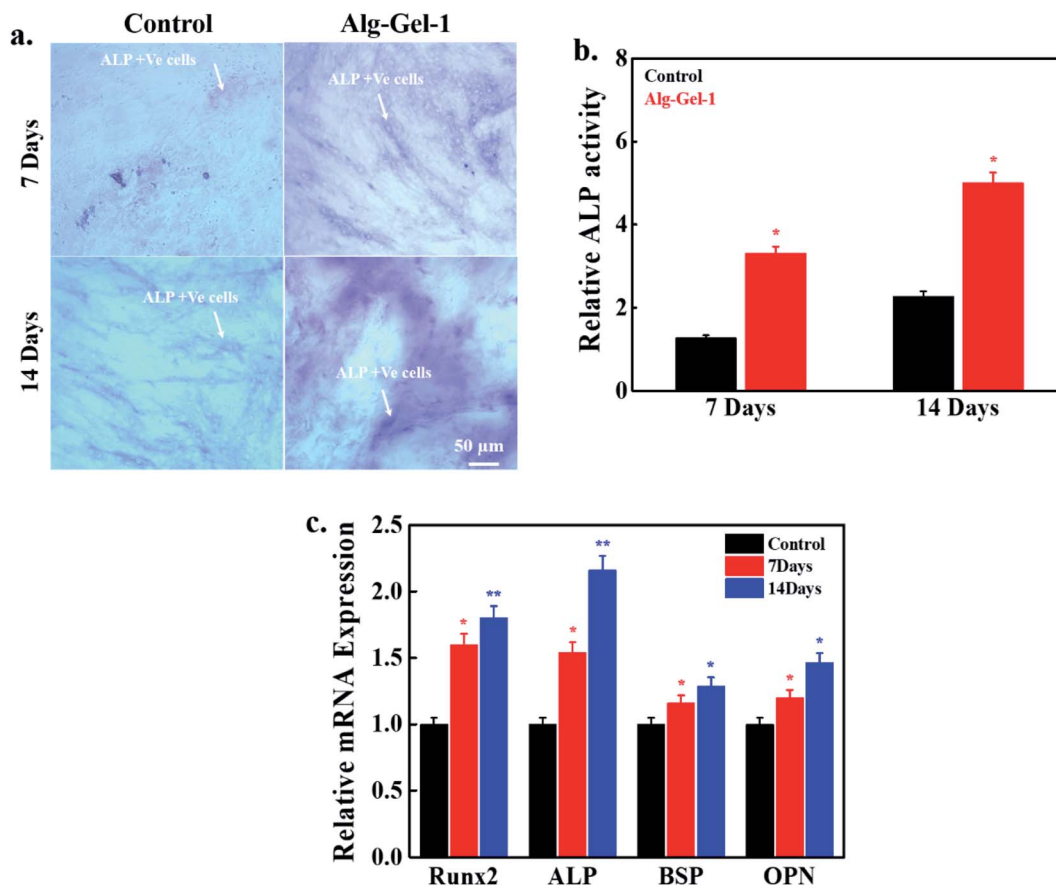 a.
Control
Alg-Gel-1
7 Days
ALP +Ve cells
ALP +Ve cells
14 Days
ALP +Ve cells
ALP +Ve cells
50 µm
b.
Relative ALP activity
8
6
4
2
0
Control
Alg-Gel-1
*
*
7 Days
14 Days
c.
Relative mRNA Expression
2.5
2.0
1.5
1.0
0.5
0.0
Control
7Days
14Days
*
**
*
**
*
*
*
*
Runx2
ALP
BSP
OPN